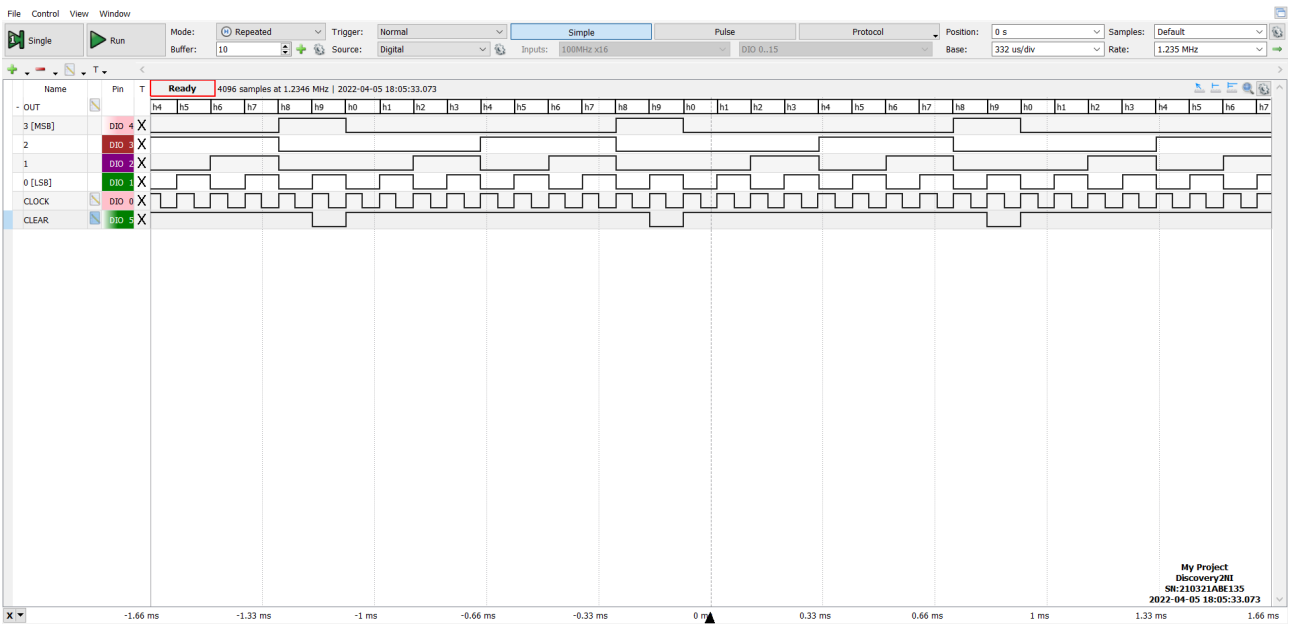 File Control View Window
Single Run Mode: Repeated Trigger: Normal Simple Pulse Protocol Position: 0 s Samples: Default
Buffer: 10 Source: Digital Inputs: 100MHz x16 DIO 0..15 Base: 332 us/div Rate: 1.235 MHz
T
Name Pin T Ready 4096 samples at 1.2346 MHz | 2022-04-05 18:05:33.073
- OUT h4 h5 h6 h7 h8 h9 h0 h1 h2 h3 h4 h5 h6 h7 h8 h9 h0 h1 h2 h3 h4 h5 h6 h7 h8 h9 h0 h1 h2 h3 h4 h5 h6 h7
3 [MSB] DIO 4 X
2 DIO 3 X
1 DIO 2 X
0 [LSB] DIO 1 X
CLOCK DIO 0 X
CLEAR DIO 5 X
My Project
Discovery2NI
SN:210321ABE135
2022-04-05 18:05:33.073
X -1.66 ms -1.33 ms -1 ms -0.66 ms -0.33 ms 0 ms 0.33 ms 0.66 ms 1 ms 1.33 ms 1.66 ms